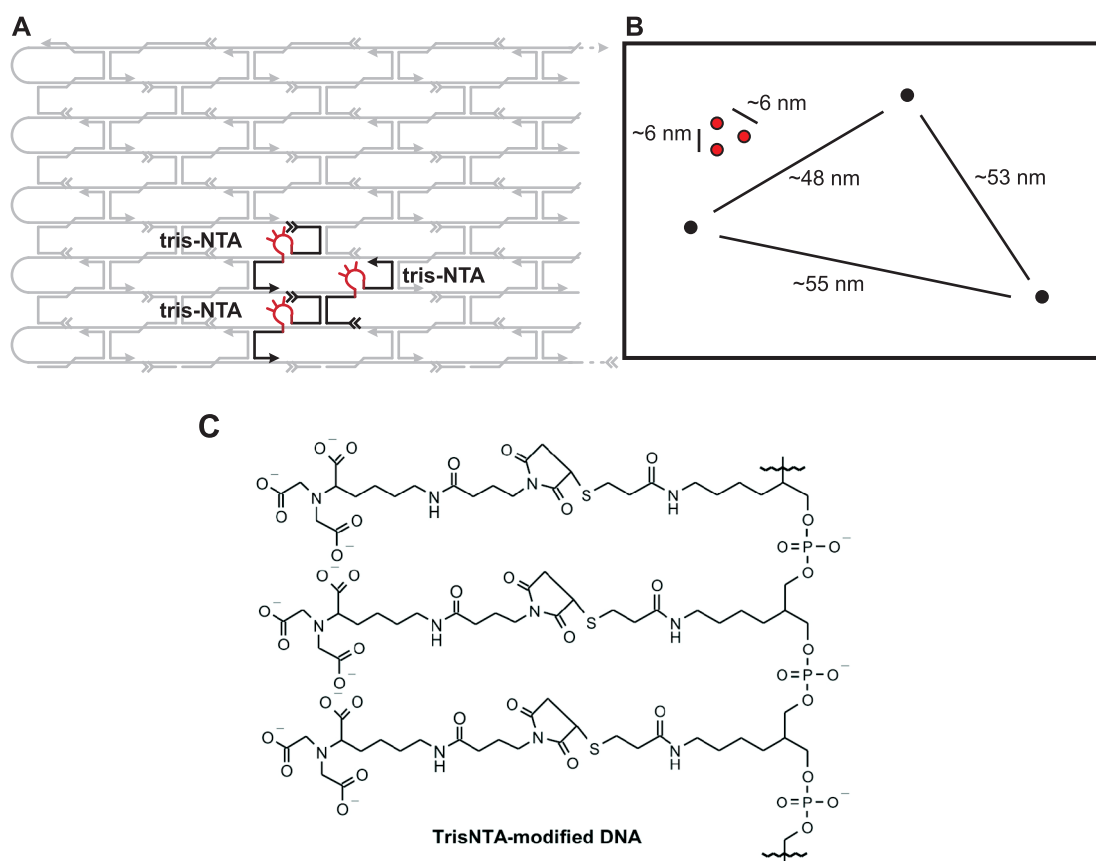 A
B
tris-NTA
tris-NTA
tris-NTA
~6 nm
~6 nm
~48 nm
~53 nm
~55 nm
C
O⁻ O O
O⁻ O O N H O N S O N H
O N O
O O P O⁻
O⁻
O⁻ O O O
O⁻ O O N H O N S O N H
O N O
O O P O⁻
O⁻
O⁻ O O O
O⁻ O O N H O N S O N H
O N O
O O P O⁻
O⁻
O
TrisNTA-modified DNA